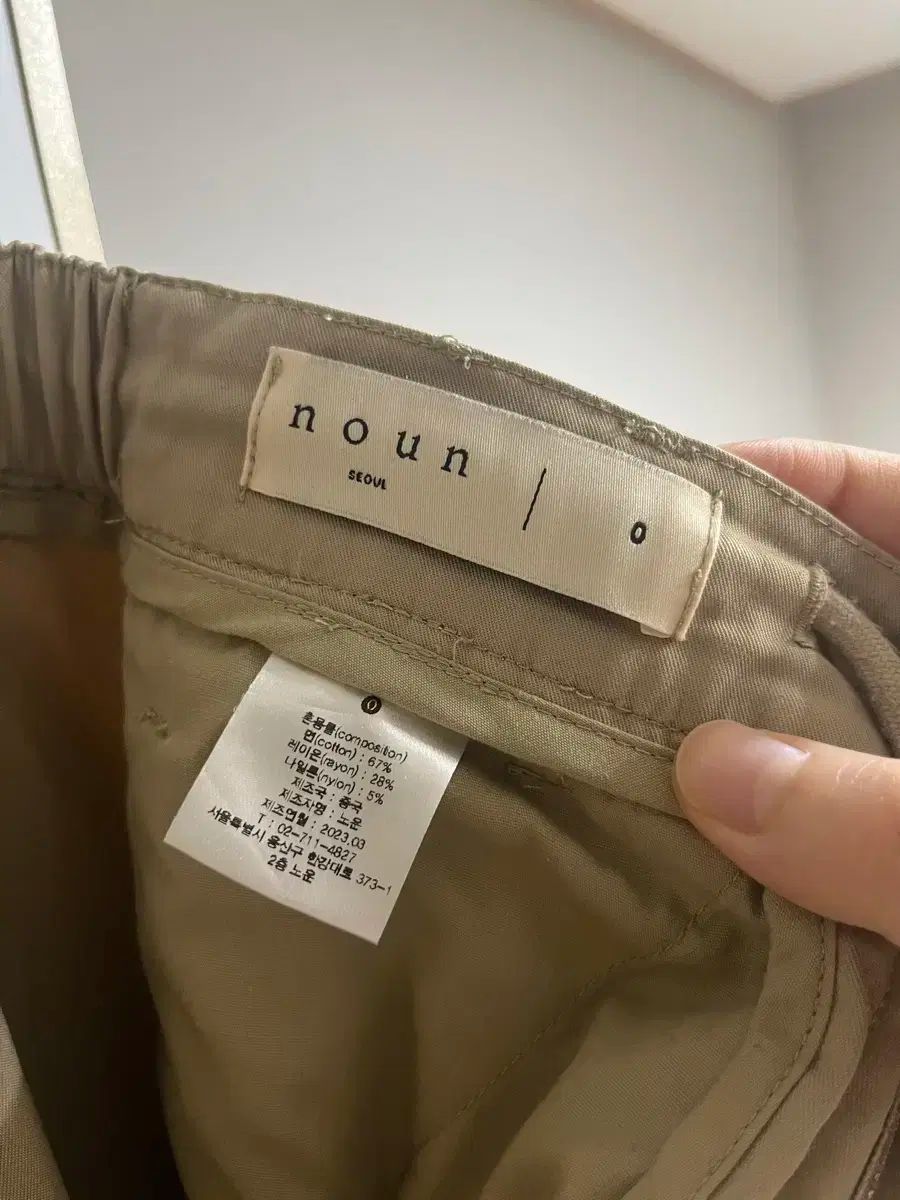 noun
SEOUL
0
0
혼용률(composition)
면(cotton) : 67%
레이온(rayon) : 28%
나일론(nylon) : 5%
제조국 : 중국
제조자명 : 노운
제조연월 : 2023.03
T : 02-711-4827
서울특별시 용산구 한강대로 373-1
2층 노운